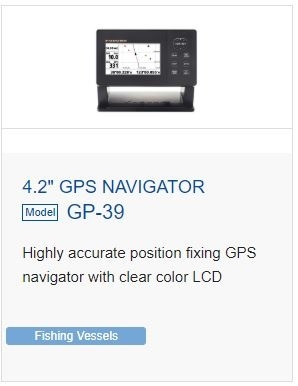 4.2" GPS NAVIGATOR
Model GP-39
Highly accurate position fixing GPS
navigator with clear color LCD
Fishing Vessels